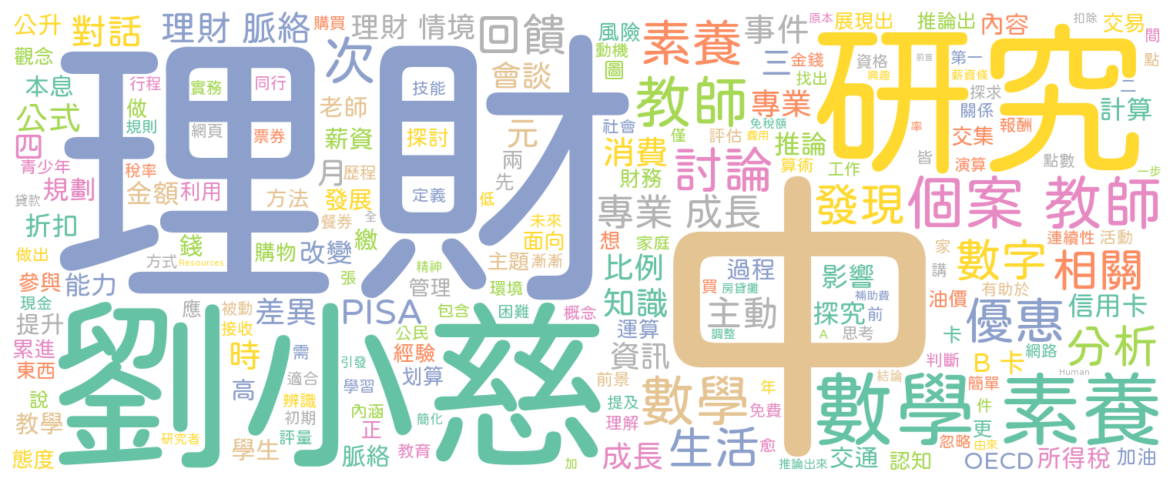 理財
研究
劉小慈
中
數學 素養
個案 教師
素養
教師
討論
次
回饋
對話
理財 脈絡
購買
理財 情境
公升
觀念
本息
公式
四
青少年
規劃
貸款
折扣
做出
參與
能力
現金
提升
累進
東西
說
教學
態度
行程
做
規則
稅率
金額
利用
錢
Resources
方式
應
被動
接收
時
高
研究者
學生
實務
同行
網頁
票券
方法
購物
改變
差異
需
適合
辨識
初期
評量
會談
老師
薪資
月
歷程
發展
餐券
全
繳
張
PISA
引發
學習
內涵
正
脈絡
技能
探討
定義
元
兩
先
低
未來
面向
主題
漸漸
精神
管理
環境
公民
包含
困難
概念
經驗
划算
簡化
教育
加
風險
動機
圖
事件
三
金錢
原本
展現出
推論出
內容
扣除
交易
間
點
找出
資格
興趣
前言
第一
薪資條
探求
二
關係
計算
專業
社會
免稅額
僅
評估
費用
推論
率
交集
報酬
消費
財務
算術
皆
演算
點數
工作
一步
專業 成長
發現
想
家庭
比例
買
過程
房貸攤
影響
補助費
知識
主動
探究
前
運算
調整
A
思考
資訊
家
講
數字
連續性
活動
相關
有助於
油價
優惠
信用卡
卡
網路
分析
判斷
B 卡
Human
前景
數學
年
結論
簡單
提及
免費
件
更
理解
生活
愈
忽略
由來
成長
推論出來
交通
認知
OECD
所得稅
加油